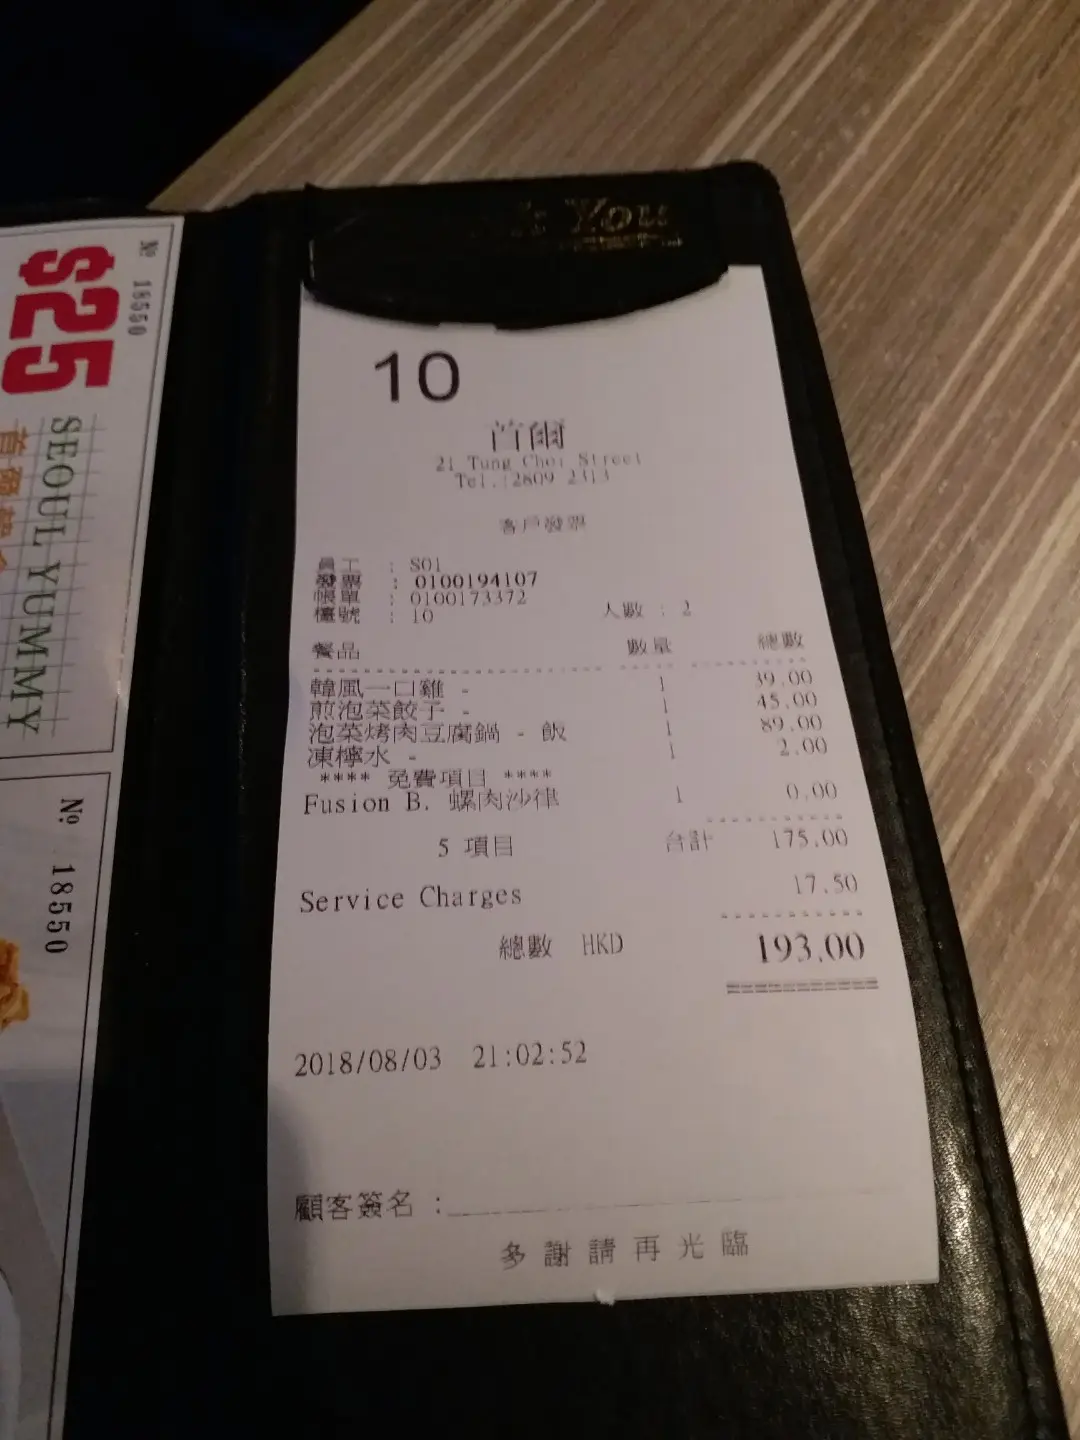 № 18550
$25
SEOUL YUMMY
首爾
№ 18550
You
10
首爾
21 Tung Choi Street
Tel.:2809 2313
客戶發票
員工 : S01
發票 : 0100194107
帳單 : 0100173372
檯號 : 10 人數 : 2
餐品 數量 總數
韓風一口雞 - 1 39.00
煎泡菜餃子 - 1 45.00
泡菜烤肉豆腐鍋 - 飯 1 89.00
凍檸水 - 1 2.00
**** 免費項目 ****
Fusion B. 螺肉沙律 1 0.00
5 項目 合計 175.00
Service Charges 17.50
總數 HKD 193.00
2018/08/03 21:02:52
顧客簽名 :
多謝請再光臨